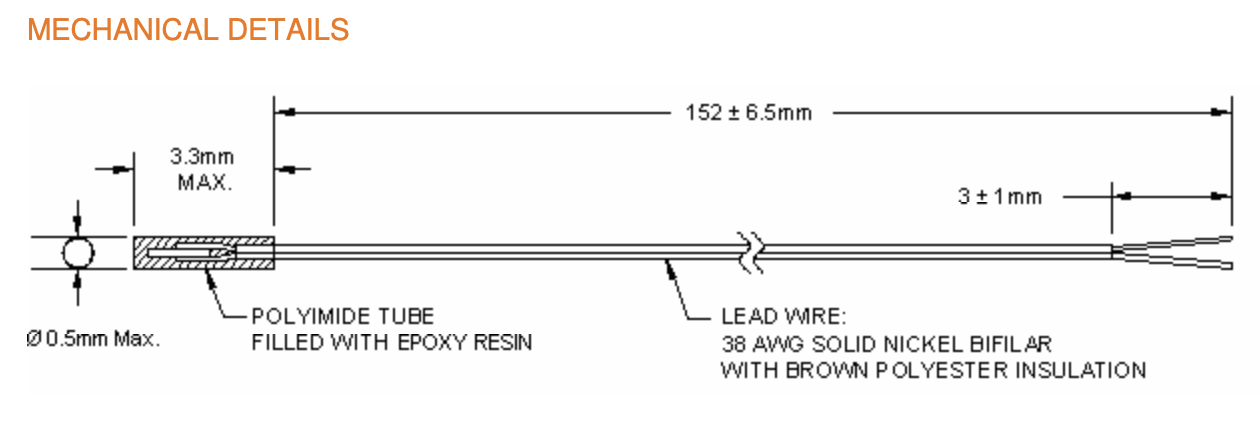 MECHANICAL DETAILS
152 ± 6.5mm
3.3mm
MAX.
3 ± 1mm
Ø 0.5mm Max.
POLYIMIDE TUBE
FILLED WITH EPOXY RESIN
LEAD WIRE:
38 AWG SOLID NICKEL BIFILAR
WITH BROWN POLYESTER INSULATION